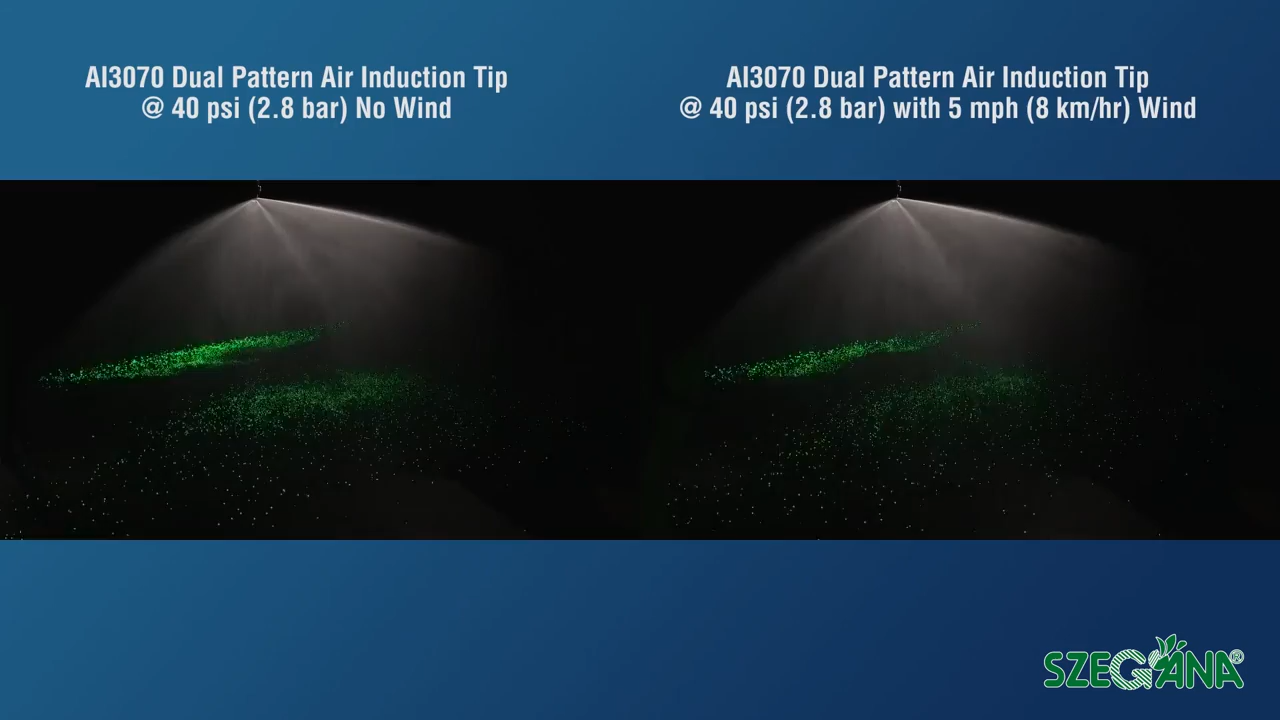 AI3070 Dual Pattern Air Induction Tip
@ 40 psi (2.8 bar) No Wind
AI3070 Dual Pattern Air Induction Tip
@ 40 psi (2.8 bar) with 5 mph (8 km/hr) Wind
SZEGÁNA®